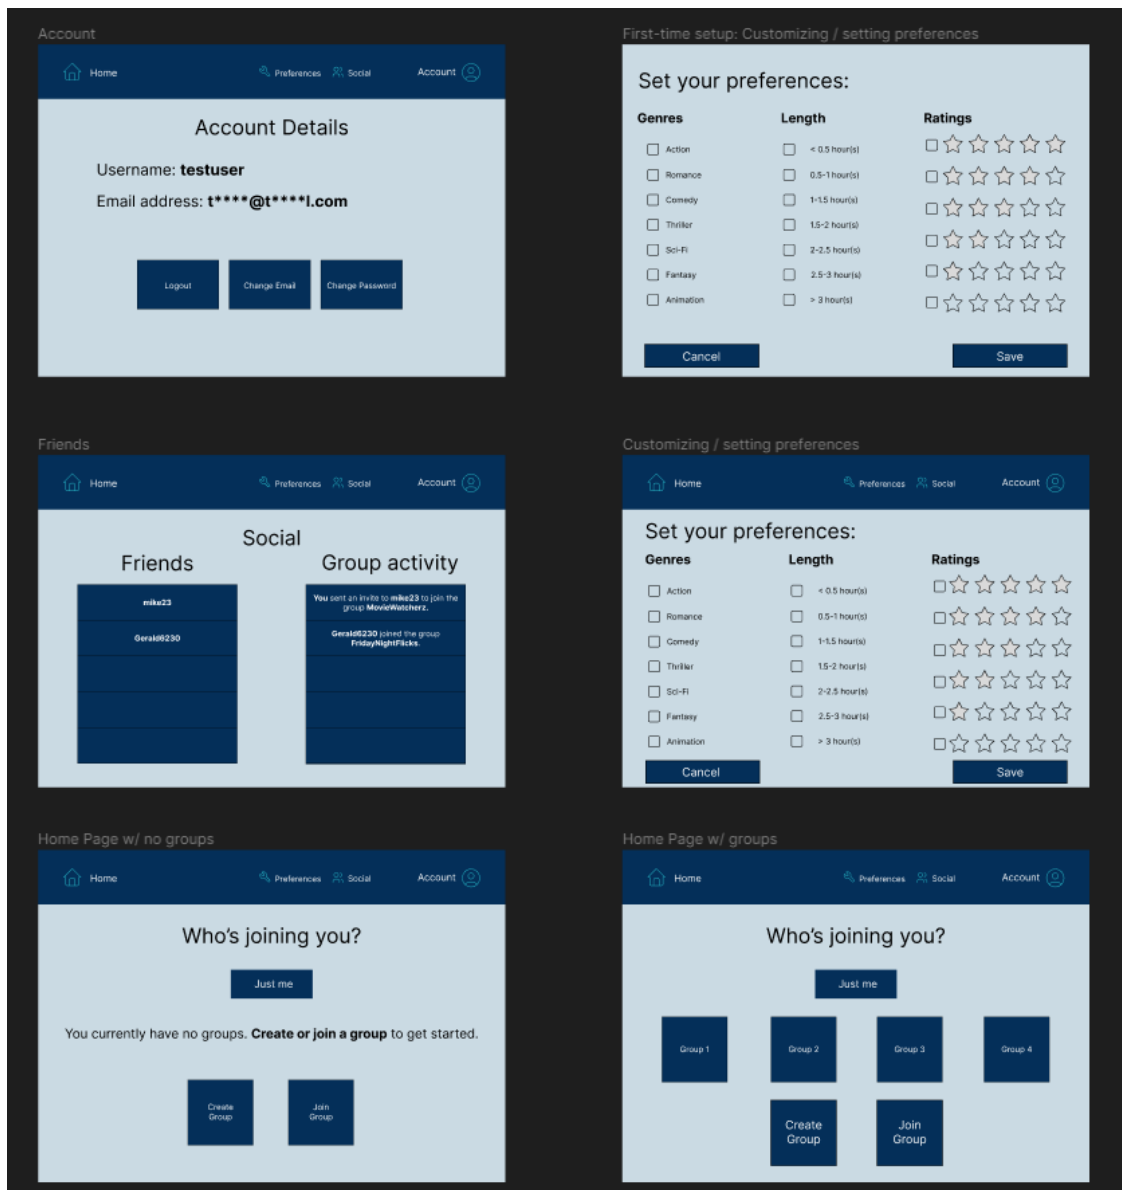 Account
Home
Preferences
Social
Account
Account Details
Username: testuser
Email address: t****@t****l.com
Logout
Change Email
Change Password
First-time setup: Customizing / setting preferences
Set your preferences:
Genres
Length
Ratings
Action
< 0.5 hour(s)
Romance
0.5-1 hour(s)
Comedy
1-1.5 hour(s)
Thriller
1.5-2 hour(s)
Sci-Fi
2-2.5 hour(s)
Fantasy
2.5-3 hour(s)
Animation
> 3 hour(s)
Cancel
Save
Friends
Home
Preferences
Social
Account
Social
Friends
Group activity
mike23
Gerald6230
You sent an invite to mike23 to join the
group MovieWatcherz.
Gerald6230 joined the group
FridayNightFlicks.
Customizing / setting preferences
Home
Preferences
Social
Account
Set your preferences:
Genres
Length
Ratings
Action
< 0.5 hour(s)
Romance
0.5-1 hour(s)
Comedy
1-1.5 hour(s)
Thriller
1.5-2 hour(s)
Sci-Fi
2-2.5 hour(s)
Fantasy
2.5-3 hour(s)
Animation
> 3 hour(s)
Cancel
Save
Home Page w/ no groups
Home
Preferences
Social
Account
Who's joining you?
Just me
You currently have no groups. Create or join a group to get started.
Create
Group
Join
Group
Home Page w/ groups
Home
Preferences
Social
Account
Who's joining you?
Just me
Group 1
Group 2
Group 3
Group 4
Create
Group
Join
Group